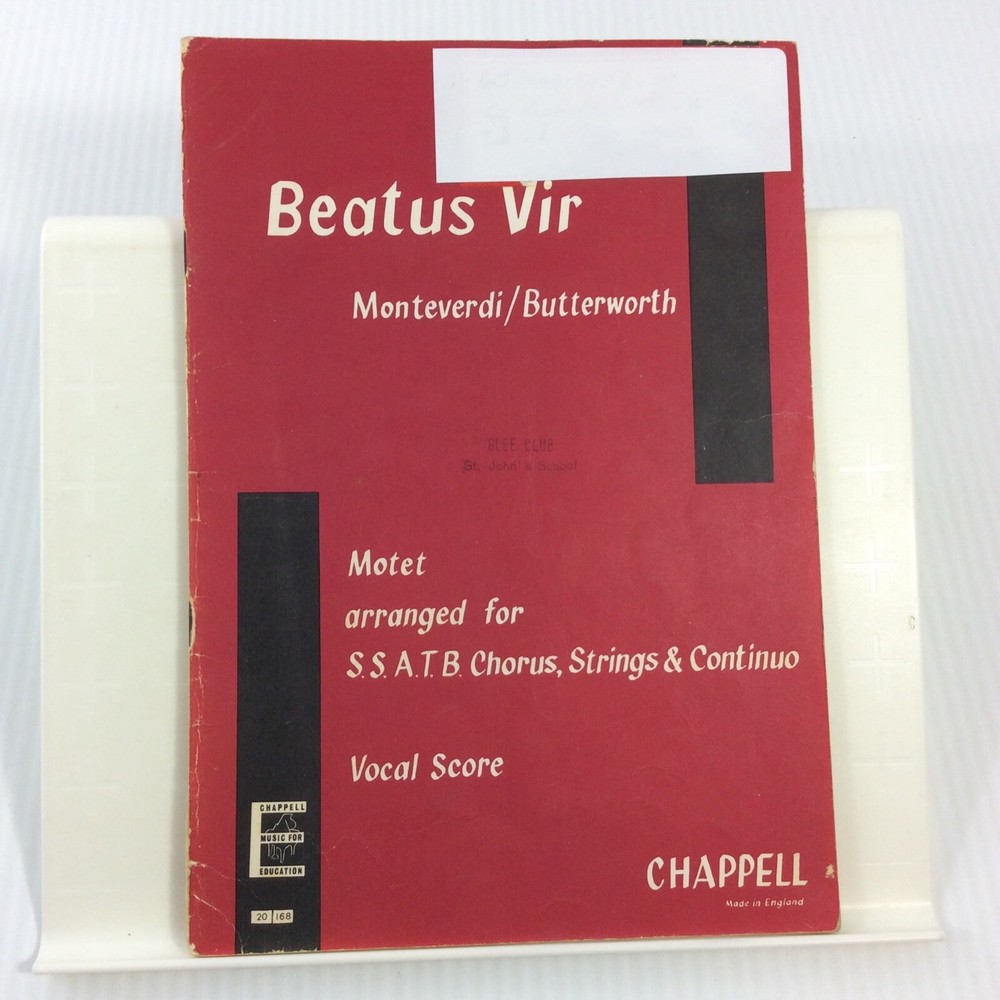 Beatus Vir
Monteverdi/Butterworth
GLEE CLUB
St. John's School
Motet
arranged for
S.S.A.T.B. Chorus, Strings & Continuo
Vocal Score
CHAPPELL
MUSIC FOR
EDUCATION
20 168
CHAPPELL
Made in England